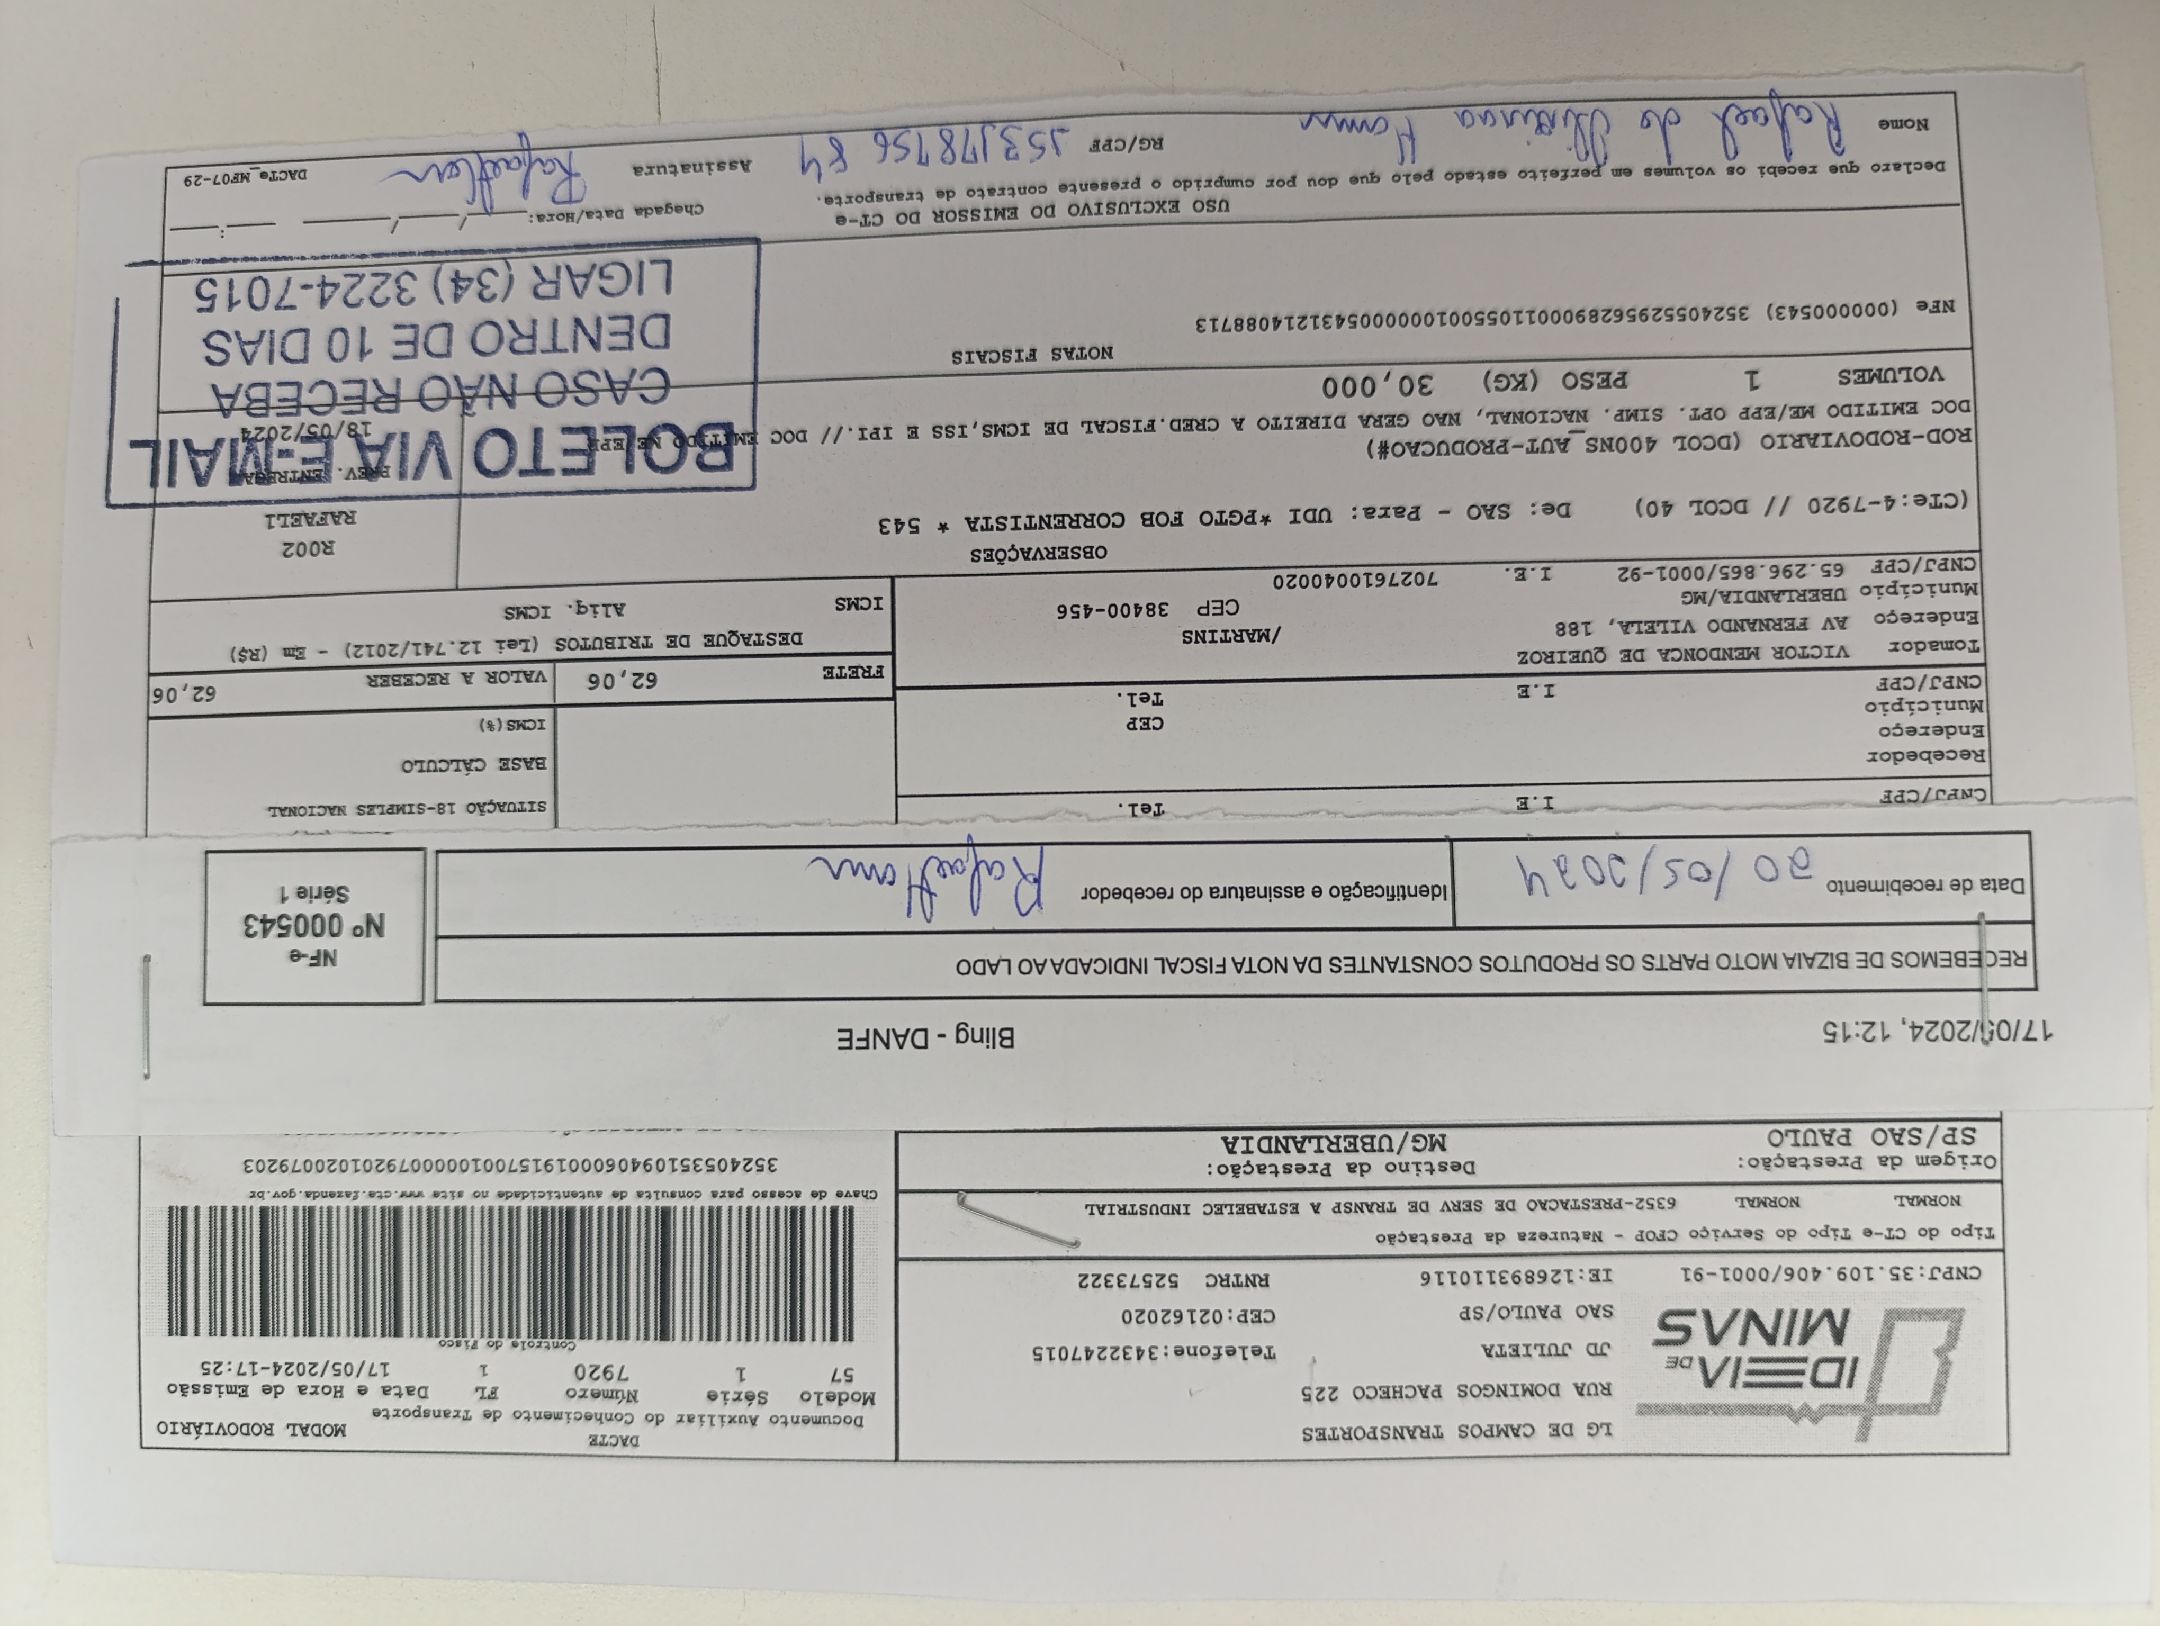 LG DE CAMPOS TRANSPORTES
RUA DOMINGOS PACHECO 225
JD JULIETA Telefone:3432247015
SAO PAULO/SP CEP:02162020
IDEIA DE
MINAS
CNPJ:35.109.406/0001-91 IE:126893110116 RNTRC 52573322
DACTE MODAL RODOVIÁRIO
Documento Auxiliar do Conhecimento de Transporte
Modelo Série Número FL Data e Hora de Emissão
57 1 7920 1 17/05/2024-17:25
Controle do Fisco
Chave de acesso para consulta de autenticidade no site www.cte.fazenda.gov.br
35240535109406000191570010000079201020079203
Tipo do CT-e Tipo do Serviço CFOP - Natureza da Prestação
NORMAL NORMAL 6352-PRESTACAO DE SERV DE TRANSP A ESTABELEC INDUSTRIAL
Origem da Prestação: Destino da Prestação:
SP/SAO PAULO MG/UBERLANDIA
17/05/2024, 12:15 Bling - DANFE
RECEBEMOS DE BIZAIA MOTO PARTS OS PRODUTOS CONSTANTES DA NOTA FISCAL INDICADA AO LADO
Data de recebimento 20/05/2024 Identificação e assinatura do recebedor
NF-e
Nº 000543
Série 1
CNPJ/CPF I.E Tel.
Recebedor
Endereço
Município CEP
CNPJ/CPF I.E Tel.
SITUAÇÃO 18-SIMPLES NACIONAL
BASE CÁLCULO
ICMS(%)
FRETE 62,06 VALOR A RECEBER 62,06
Tomador VICTOR MENDONCA DE QUEIROZ
Endereço AV FERNANDO VILELA, 188 /MARTINS
Município UBERLANDIA/MG CEP 38400-456
CNPJ/CPF 65.296.865/0001-92 I.E. 7027610040020
DESTAQUE DE TRIBUTOS (Lei 12.741/2012) - Em (R$)
ICMS Aliq. ICMS
OBSERVAÇÕES
(CTe:4-7920 // DCOL 40) De: SAO - Para: UDI *PGTO FOB CORRENTISTA * 543
ROD-RODOVIARIO (DCOL 400NS_AUT-PRODUCAO#)
DOC EMITIDO ME/EPP OPT. SIMP. NACIONAL, NAO GERA DIREITO A CRED.FISCAL DE ICMS,ISS E IPI.// DOC EMITIDO ME/EPP
R002
RAFAEL1
PREV. ENTREGA
18/05/2024
VOLUMES 1 PESO (KG) 30,000
NOTAS FISCAIS
NFe (00000543) 35240552956289000110550010000005431214088713
BOLETO VIA E-MAIL
CASO NÃO RECEBA
DENTRO DE 10 DIAS
LIGAR (34) 3224-7015
USO EXCLUSIVO DO EMISSOR DO CT-e
Chegada Data/Hora: ____/____/____ ___:___
Declaro que recebi os volumes em perfeito estado pelo que dou por cumprido o presente contrato de transporte.
Nome Rafael de RG/CPF Assinatura
DACTe_MF07-29